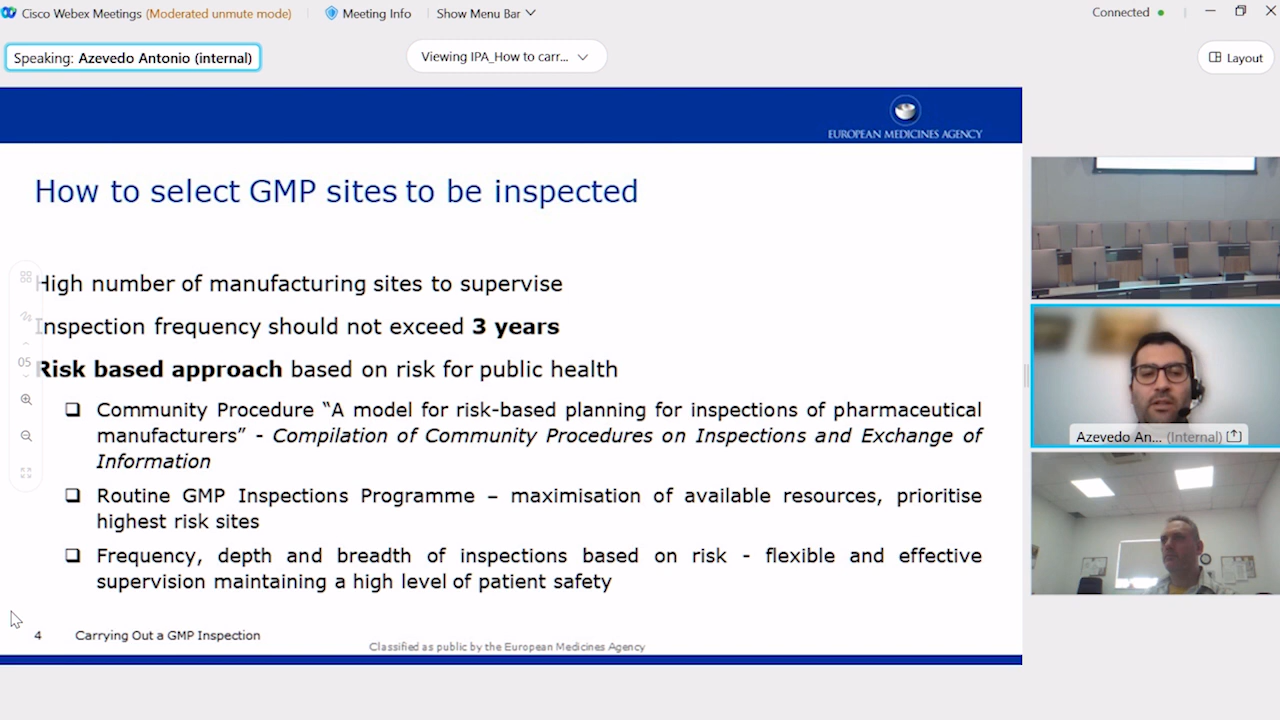 Cisco Webex Meetings (Moderated unmute mode) Meeting Info Show Menu Bar Connected
Speaking: Azevedo Antonio (internal) Viewing IPA_How to carr... Layout
EUROPEAN MEDICINES AGENCY
How to select GMP sites to be inspected
High number of manufacturing sites to supervise
Inspection frequency should not exceed 3 years
05
Risk based approach based on risk for public health
Community Procedure “A model for risk-based planning for inspections of pharmaceutical
manufacturers” - Compilation of Community Procedures on Inspections and Exchange of
Information
Routine GMP Inspections Programme – maximisation of available resources, prioritise
highest risk sites
Frequency, depth and breadth of inspections based on risk - flexible and effective
supervision maintaining a high level of patient safety
4 Carrying Out a GMP Inspection
Classified as public by the European Medicines Agency
Azevedo An... (Internal)